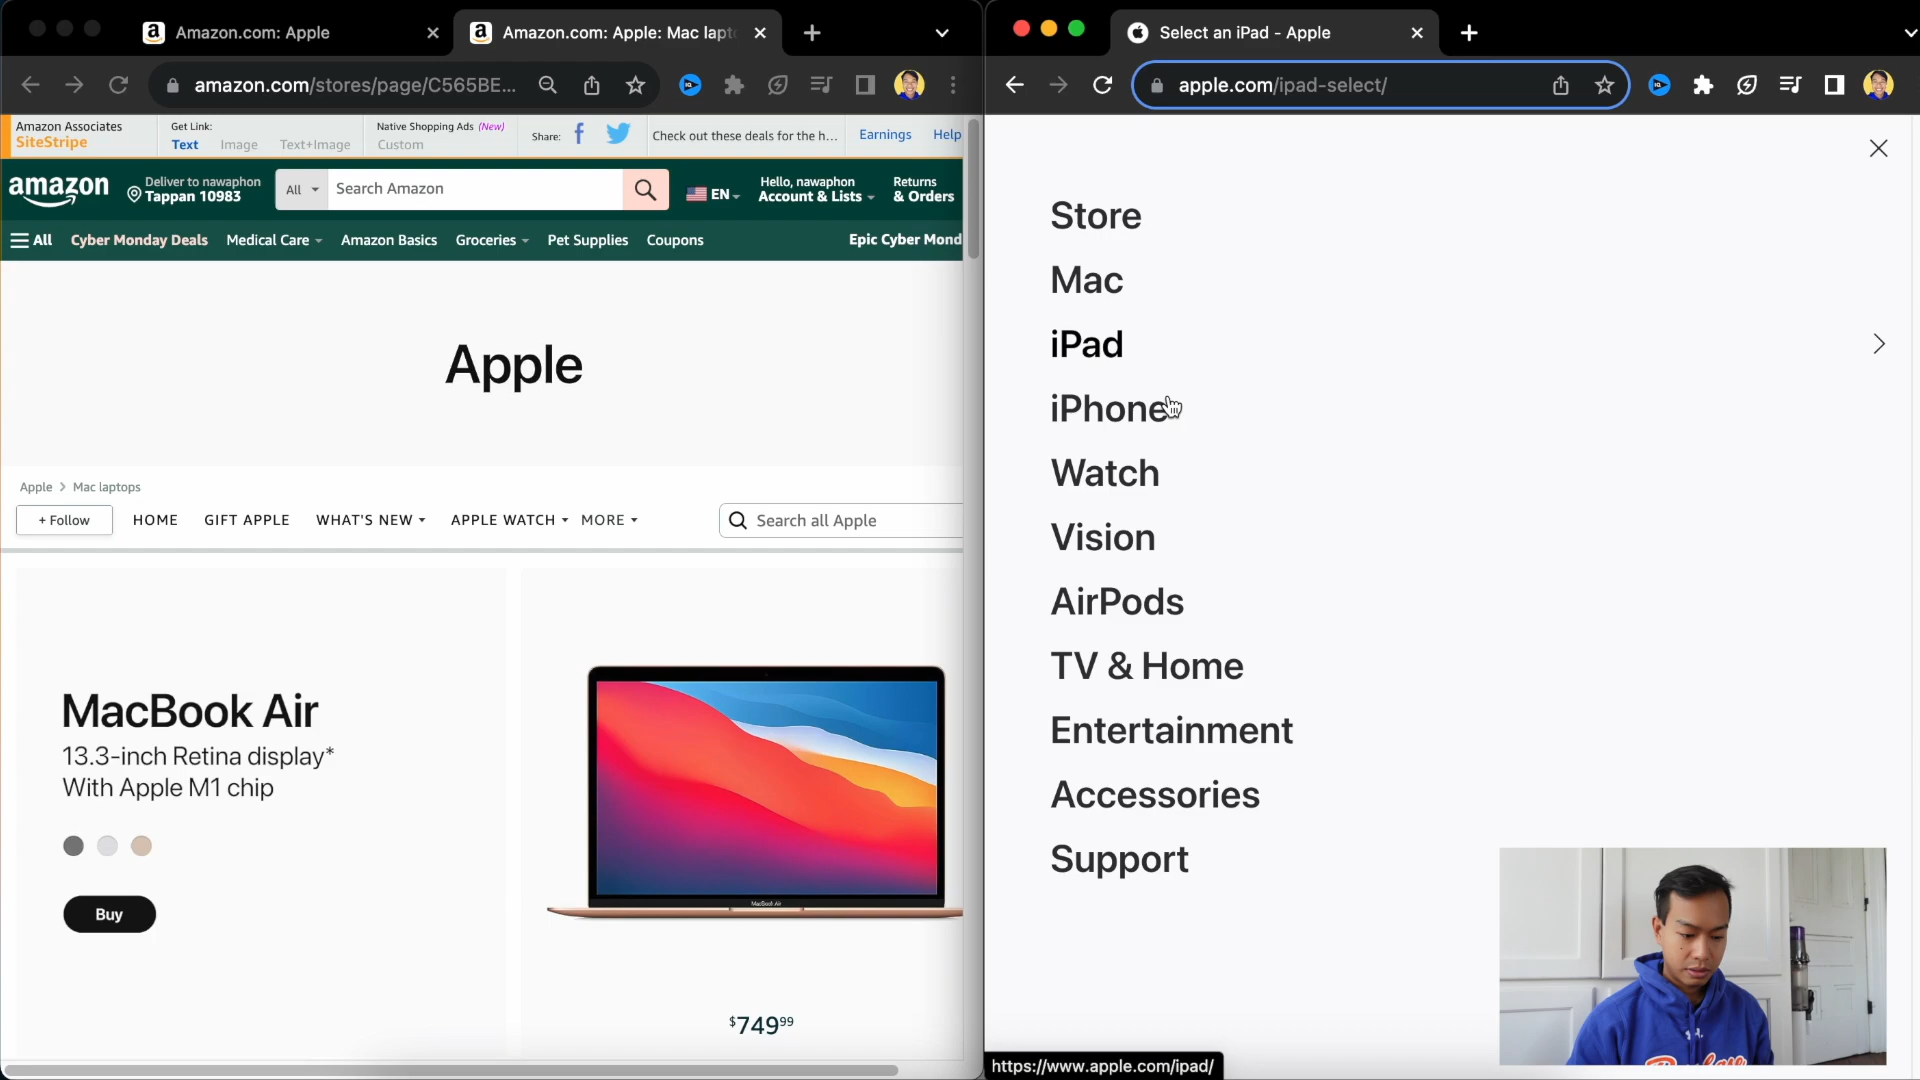 Amazon.com: Apple
Amazon.com: Apple: Mac lapt
amazon.com/stores/page/C565BE...
Amazon Associates
SiteStripe
Get Link:
Text
Image
Text+Image
Native Shopping Ads (New)
Custom
Share:
Check out these deals for the h...
Earnings
Help
amazon
Deliver to nawaphon
Tappan 10983
All
Search Amazon
EN
Hello, nawaphon
Account & Lists
Returns
& Orders
All
Cyber Monday Deals
Medical Care
Amazon Basics
Groceries
Pet Supplies
Coupons
Epic Cyber Mond
Apple
Apple > Mac laptops
+ Follow
HOME
GIFT APPLE
WHAT'S NEW
APPLE WATCH
MORE
Search all Apple
MacBook Air
13.3-inch Retina display*
With Apple M1 chip
Buy
MacBook Air
$74999
Select an iPad - Apple
apple.com/ipad-select/
Store
Mac
iPad
iPhone
Watch
Vision
AirPods
TV & Home
Entertainment
Accessories
Support
https://www.apple.com/ipad/